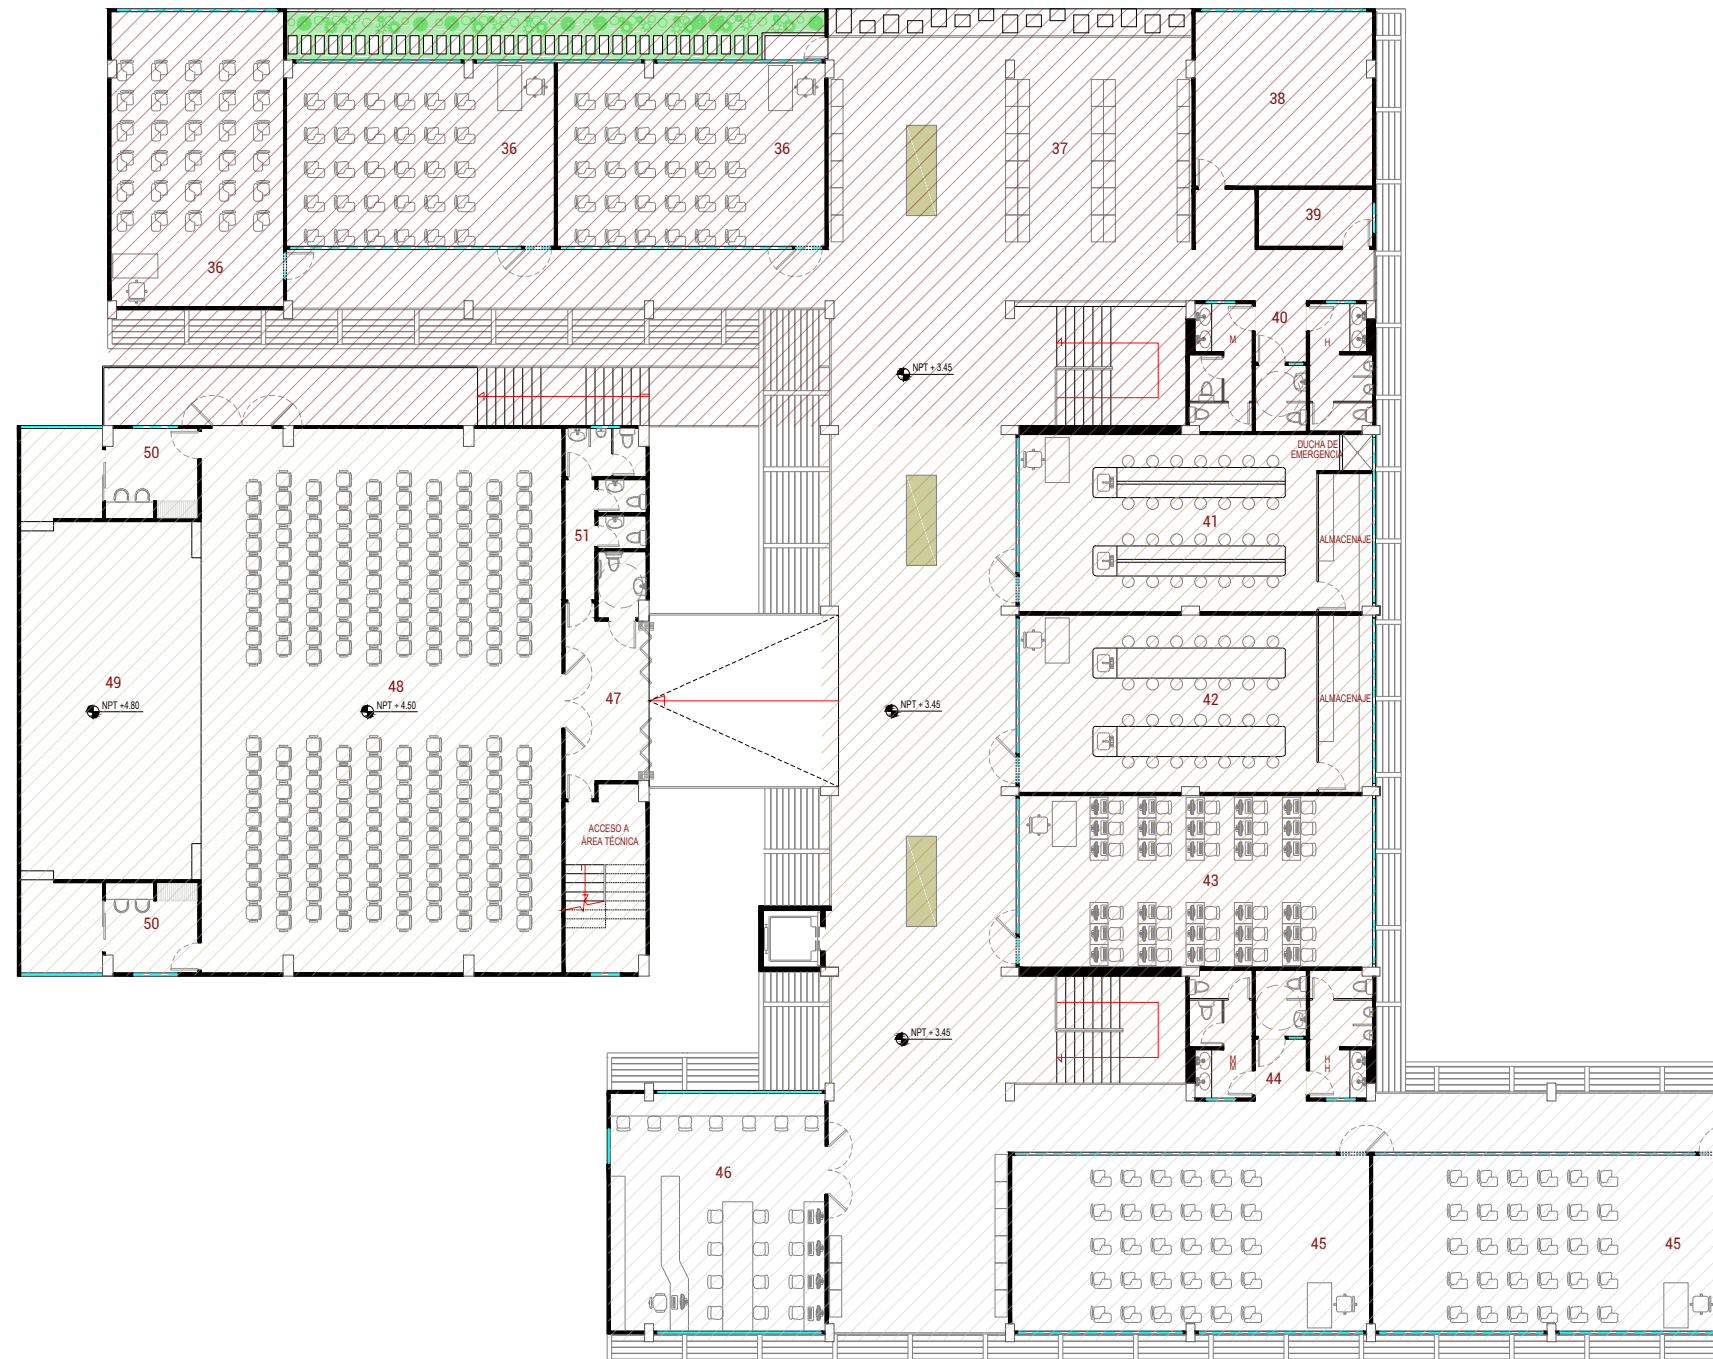 38
36
36
37
39
36
40
M
H
NPT + 3.45
DUCHA DE
EMERGENCIA
50
41
51
ALMACENAJE
49
NPT +4.80
48
NPT + 4.50
47
NPT + 3.45
42
ALMACENAJE
ACCESO A
ÁREA TÉCNICA
43
50
NPT + 3.45
M
M
H
H
44
46
45
45